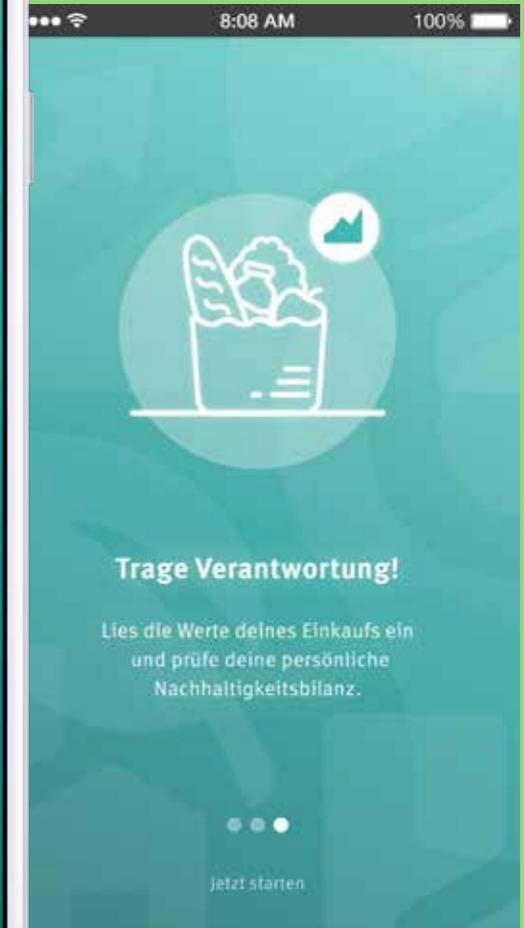 8:08 AM 100%
Trage Verantwortung!
Lies die Werte deines Einkaufs ein
und prüfe deine persönliche
Nachhaltigkeitsbilanz.
Jetzt starten